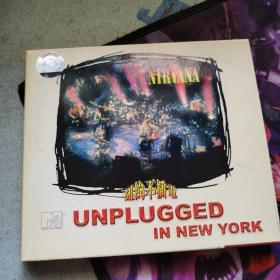 NIRVANA
纽约不插电
MTV
UNPLUGGED
IN NEW YORK